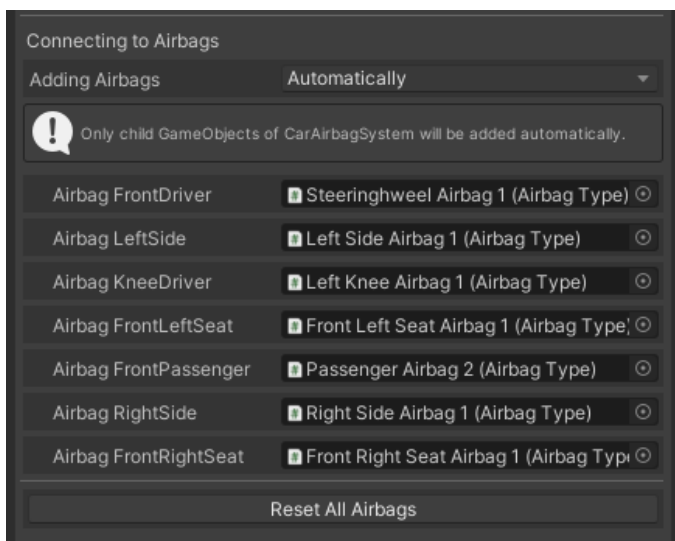 Connecting to Airbags
Adding Airbags Automatically
Only child GameObjects of CarAirbagSystem will be added automatically.
Airbag FrontDriver Steeringhweel Airbag 1 (Airbag Type)
Airbag LeftSide Left Side Airbag 1 (Airbag Type)
Airbag KneeDriver Left Knee Airbag 1 (Airbag Type)
Airbag FrontLeftSeat Front Left Seat Airbag 1 (Airbag Type)
Airbag FrontPassenger Passenger Airbag 2 (Airbag Type)
Airbag RightSide Right Side Airbag 1 (Airbag Type)
Airbag FrontRightSeat Front Right Seat Airbag 1 (Airbag Type
Reset All Airbags